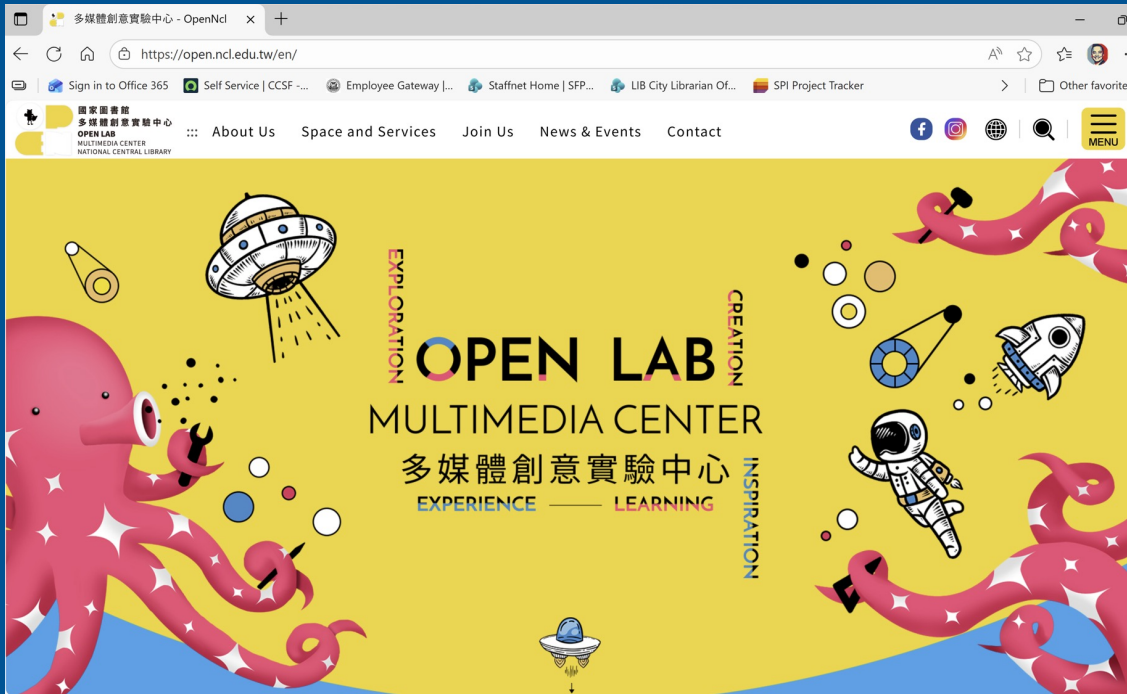 多媒體創意實驗中心 - OpenNcl
https://open.ncl.edu.tw/en/
Sign in to Office 365
Self Service | CCSF -...
Employee Gateway |...
Staffnet Home | SFP...
LIB City Librarian Of...
SPI Project Tracker
Other favorite
國家圖書館
多媒體創意實驗中心
OPEN LAB
MULTIMEDIA CENTER
NATIONAL CENTRAL LIBRARY
About Us
Space and Services
Join Us
News & Events
Contact
MENU
EXPLORATION
OPEN LAB
CREATION
MULTIMEDIA CENTER
多媒體創意實驗中心
EXPERIENCE
LEARNING
INSPIRATION